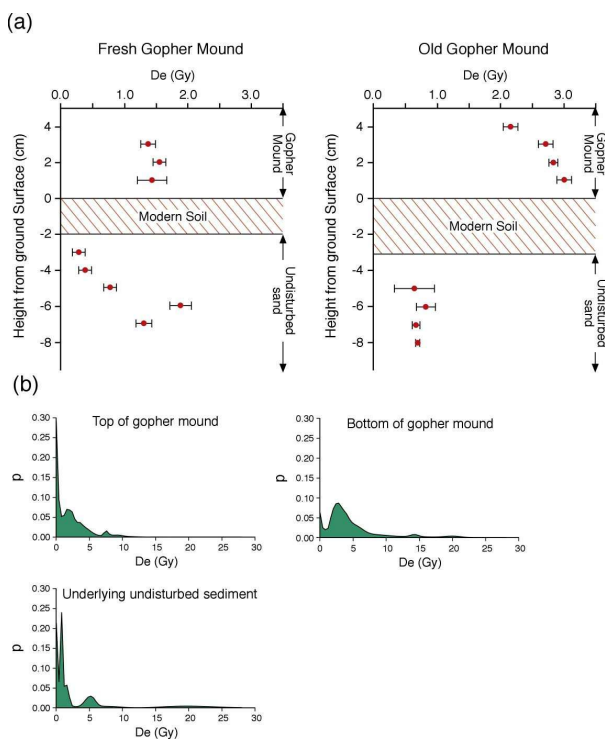 (a)
Fresh Gopher Mound
De (Gy)
0.0 1.0 2.0 3.0
Height from ground Surface (cm)
4
2
0
-2
-4
-6
-8
Modern Soil
Gopher
Mound
Undisturbed
sand
Old Gopher Mound
De (Gy)
0.0 1.0 2.0 3.0
Height from ground Surface (cm)
4
2
0
-2
-4
-6
-8
Modern Soil
Gopher
Mound
Undisturbed
sand
(b)
Top of gopher mound
p
0.30
0.25
0.20
0.15
0.10
0.05
0.00
0 5 10 15 20 25 30
De (Gy)
Bottom of gopher mound
p
0.30
0.25
0.20
0.15
0.10
0.05
0.00
0 5 10 15 20 25 30
De (Gy)
Underlying undisturbed sediment
p
0.30
0.25
0.20
0.15
0.10
0.05
0.00
0 5 10 15 20 25 30
De (Gy)